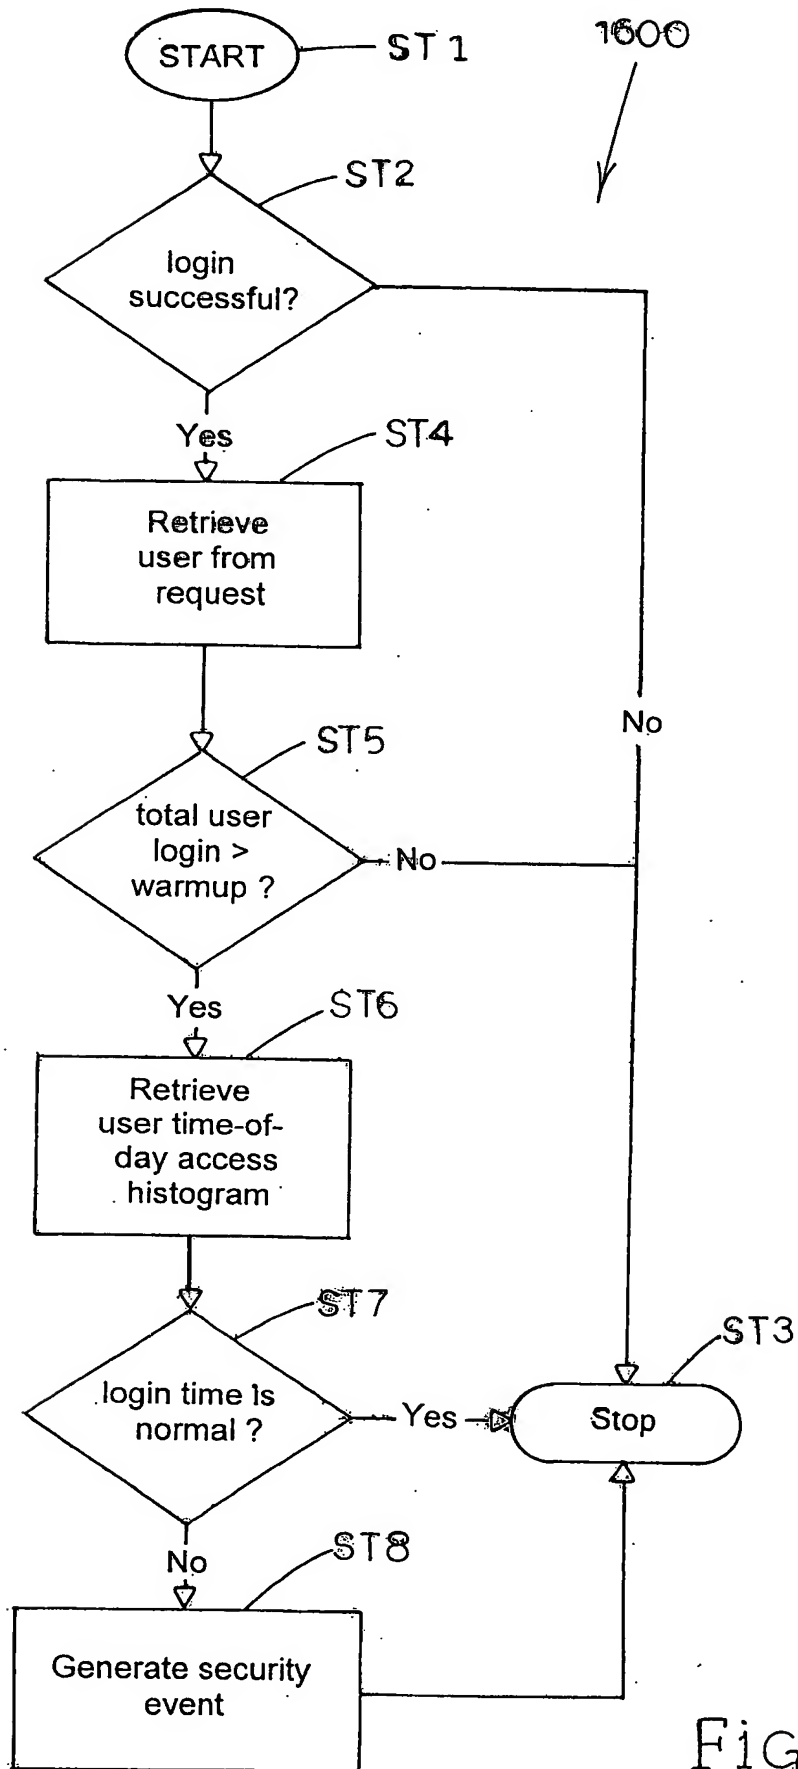 START
ST1
1600
ST2
login
successful?
Yes
ST4
Retrieve
user from
request
No
ST5
total user
login >
warmup ?
No
Yes
ST6
Retrieve
user time-of-
day access
histogram
ST7
ST3
login time is
normal ?
Yes
Stop
No
ST8
Generate security
event
FiG